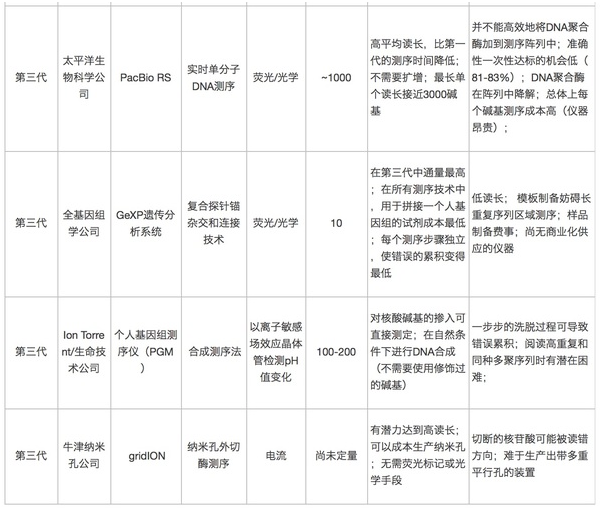 第三代
太平洋生
物科学公
司
PacBio RS
实时单分子
DNA测序
荧光/光学
~1000
高平均读长，比第一
代的测序时间降低；
不需要扩增；最长单
个读长接近3000碱
基
并不能高效地将DNA聚合
酶加到测序阵列中；准确
性一次性达标的机会低（
81-83%）；DNA聚合酶
在阵列中降解；总体上每
个碱基测序成本高（仪器
昂贵）；
第三代
全基因组
学公司
GeXP遗传分
析系统
复合探针锚
杂交和连接
技术
荧光/光学
10
在第三代中通量最高
；在所有测序技术中
，用于拼接一个人基
因组的试剂成本最低
；每个测序步骤独立
，使错误的累积变得
最低
低读长； 模板制备妨碍长
重复序列区域测序；样品
制备费事；尚无商业化供
应的仪器
第三代
Ion Torre
nt/生命技
术公司
个人基因组测
序仪（PGM
）
合成测序法
以离子敏感
场效应晶体
管检测pH
值变化
100-200
对核酸碱基的掺入可
直接测定；在自然条
件下进行DNA合成
（不需要使用修饰过
的碱基）
一步步的洗脱过程可导致
错误累积；阅读高重复和
同种多聚序列时有潜在困
难；
第三代
牛津纳米
孔公司
gridION
纳米孔外切
酶测序
电流
尚未定量
有潜力达到高读长；
可以成本生产纳米孔
；无需荧光标记或光
学手段
切断的核苷酸可能被读错
方向；难于生产出带多重
平行孔的装置